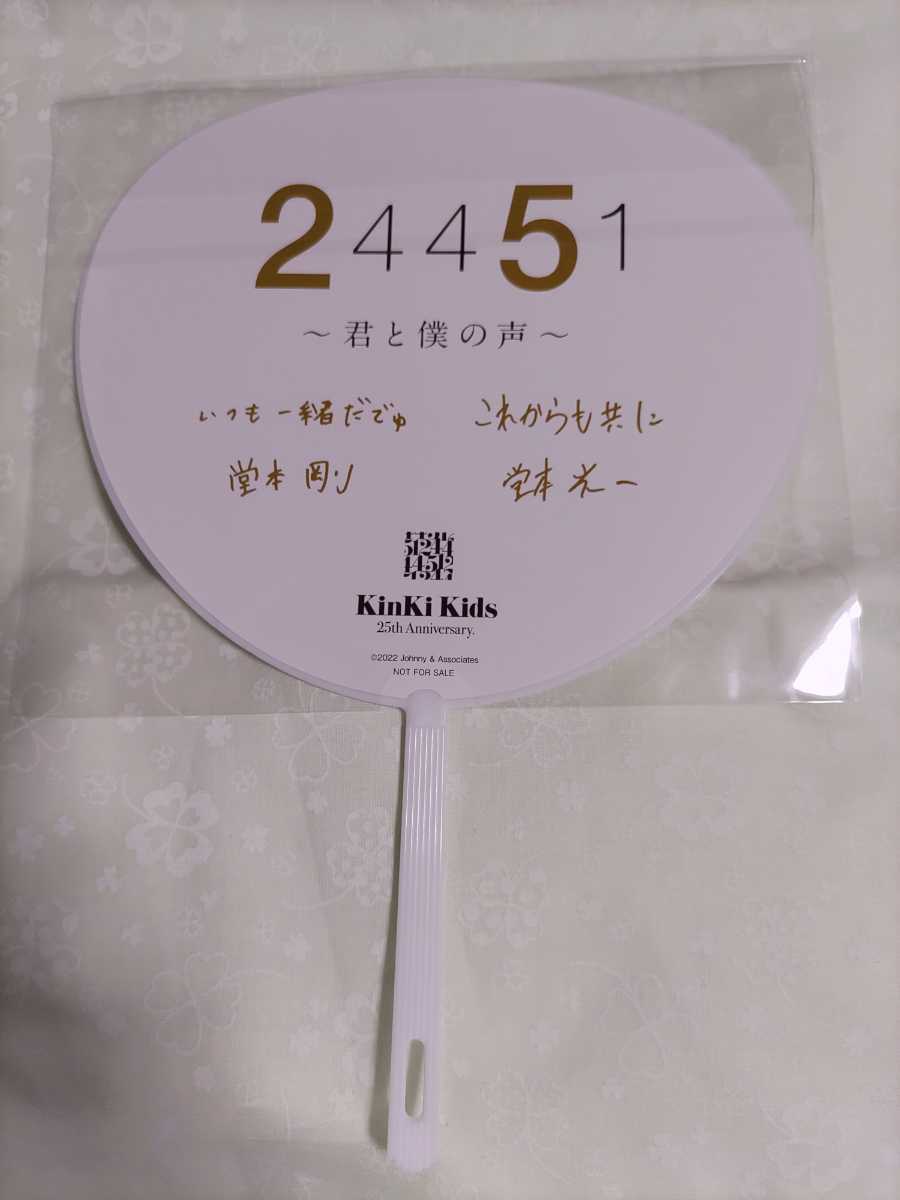 24451
～君と僕の声～
いつも一緒だでゅ
堂本剛
これからも共に
堂本光一
KinKi Kids
25th Anniversary.
©2022 Johnny & Associates
NOT FOR SALE